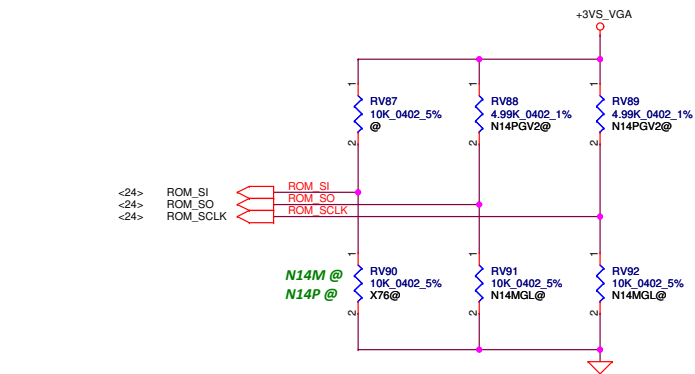 +3VS_VGA
1
1
1
RV87
10K_0402_5%
@
RV88
4.99K_0402_1%
N14PGV2@
RV89
4.99K_0402_1%
N14PGV2@
2
2
2
<24> ROM_SI ROM_SI
<24> ROM_SO ROM_SO
<24> ROM_SCLK ROM_SCLK
1
1
1
N14M @
N14P @
RV90
10K_0402_5%
X76@
RV91
10K_0402_5%
N14MGL@
RV92
10K_0402_5%
N14MGL@
2
2
2